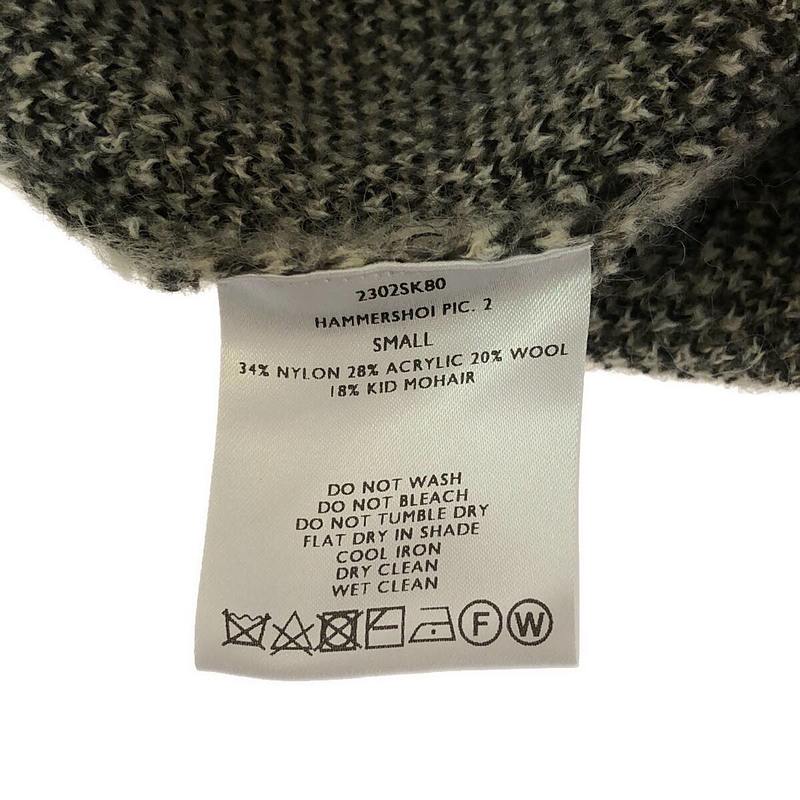 2302SK80
HAMMERSHOI PIC. 2
SMALL
34% NYLON 28% ACRYLIC 20% WOOL
18% KID MOHAIR
DO NOT WASH
DO NOT BLEACH
DO NOT TUMBLE DRY
FLAT DRY IN SHADE
COOL IRON
DRY CLEAN
WET CLEAN
F W